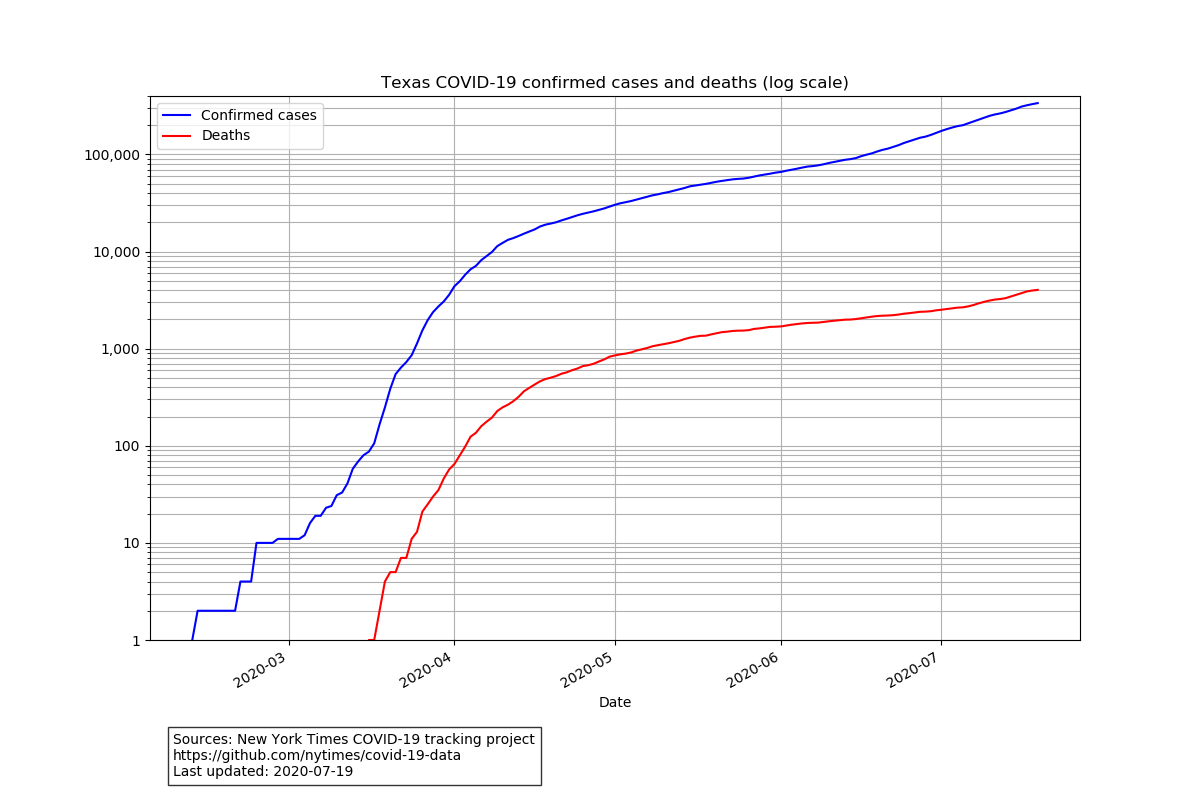 Texas COVID-19 confirmed cases and deaths (log scale)
Confirmed cases
Deaths
100,000
10,000
1,000
100
10
1
2020-03
2020-04
2020-05
2020-06
2020-07
Date
Sources: New York Times COVID-19 tracking project
https://github.com/nytimes/covid-19-data
Last updated: 2020-07-19